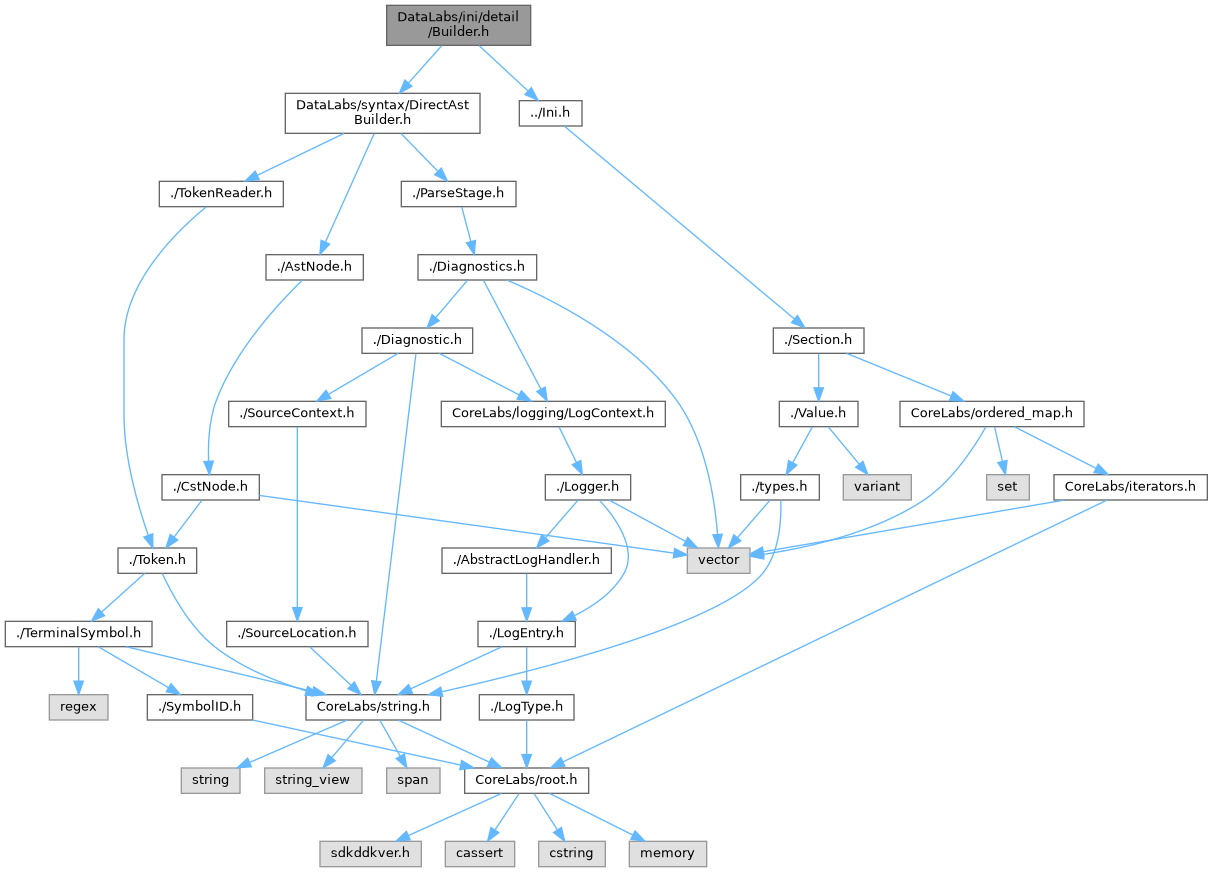 DataLabs/ini/detail
/Builder.h
DataLabs/syntax/DirectAst
Builder.h
../Ini.h
./TokenReader.h
./ParseStage.h
./AstNode.h
./Diagnostics.h
./Diagnostic.h
./Section.h
./SourceContext.h
CoreLabs/logging/LogContext.h
./Value.h
CoreLabs/ordered_map.h
./CstNode.h
./Logger.h
./types.h
variant
set
CoreLabs/iterators.h
./Token.h
./AbstractLogHandler.h
vector
./TerminalSymbol.h
./SourceLocation.h
./LogEntry.h
regex
./SymbolID.h
CoreLabs/string.h
./LogType.h
string
string_view
span
CoreLabs/root.h
sdkddkver.h
cassert
cstring
memory